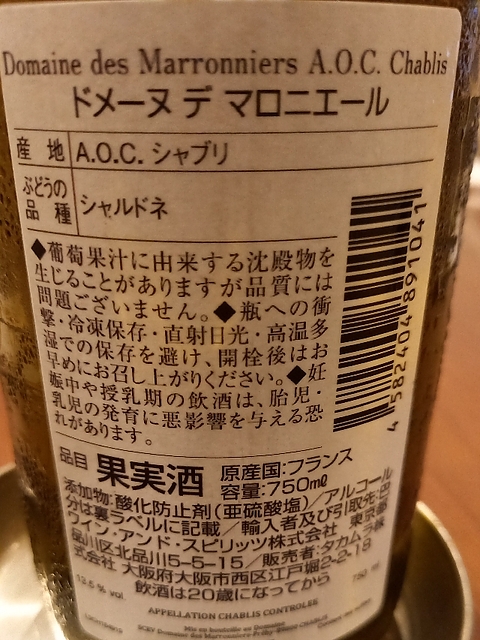 Domaine des Marronniers A.O.C. Chablis
ドメーヌ デ マロニエール
産 地 A.O.C. シャブリ
ぶどうの品種 シャルドネ
◆葡萄果汁に由来する沈殿物を
生じることがありますが品質には
問題ございません。◆瓶への衝
撃・冷凍保存・直射日光・高温多
湿での保存を避け、開栓後はお
早めにお召し上がりください。◆妊
娠中や授乳期の飲酒は、胎児・
乳児の発育に悪影響を与える恐
れがあります。
4 582404 891041
品目 果実酒 原産国:フランス
容量:750mℓ
添加物:酸化防止剤(亜硫酸塩)/アルコール
分は裏ラベルに記載/輸入者及び引取先:
ワイン・アンド・スピリッツ株式会社 東京都
品川区北品川5-5-15/販売者:タカムラ株
式会社 大阪府大阪市西区江戸堀2-2-18
飲酒は20歳になってから
% vol
750 ml
APPELLATION CHABLIS CONTROLÉE